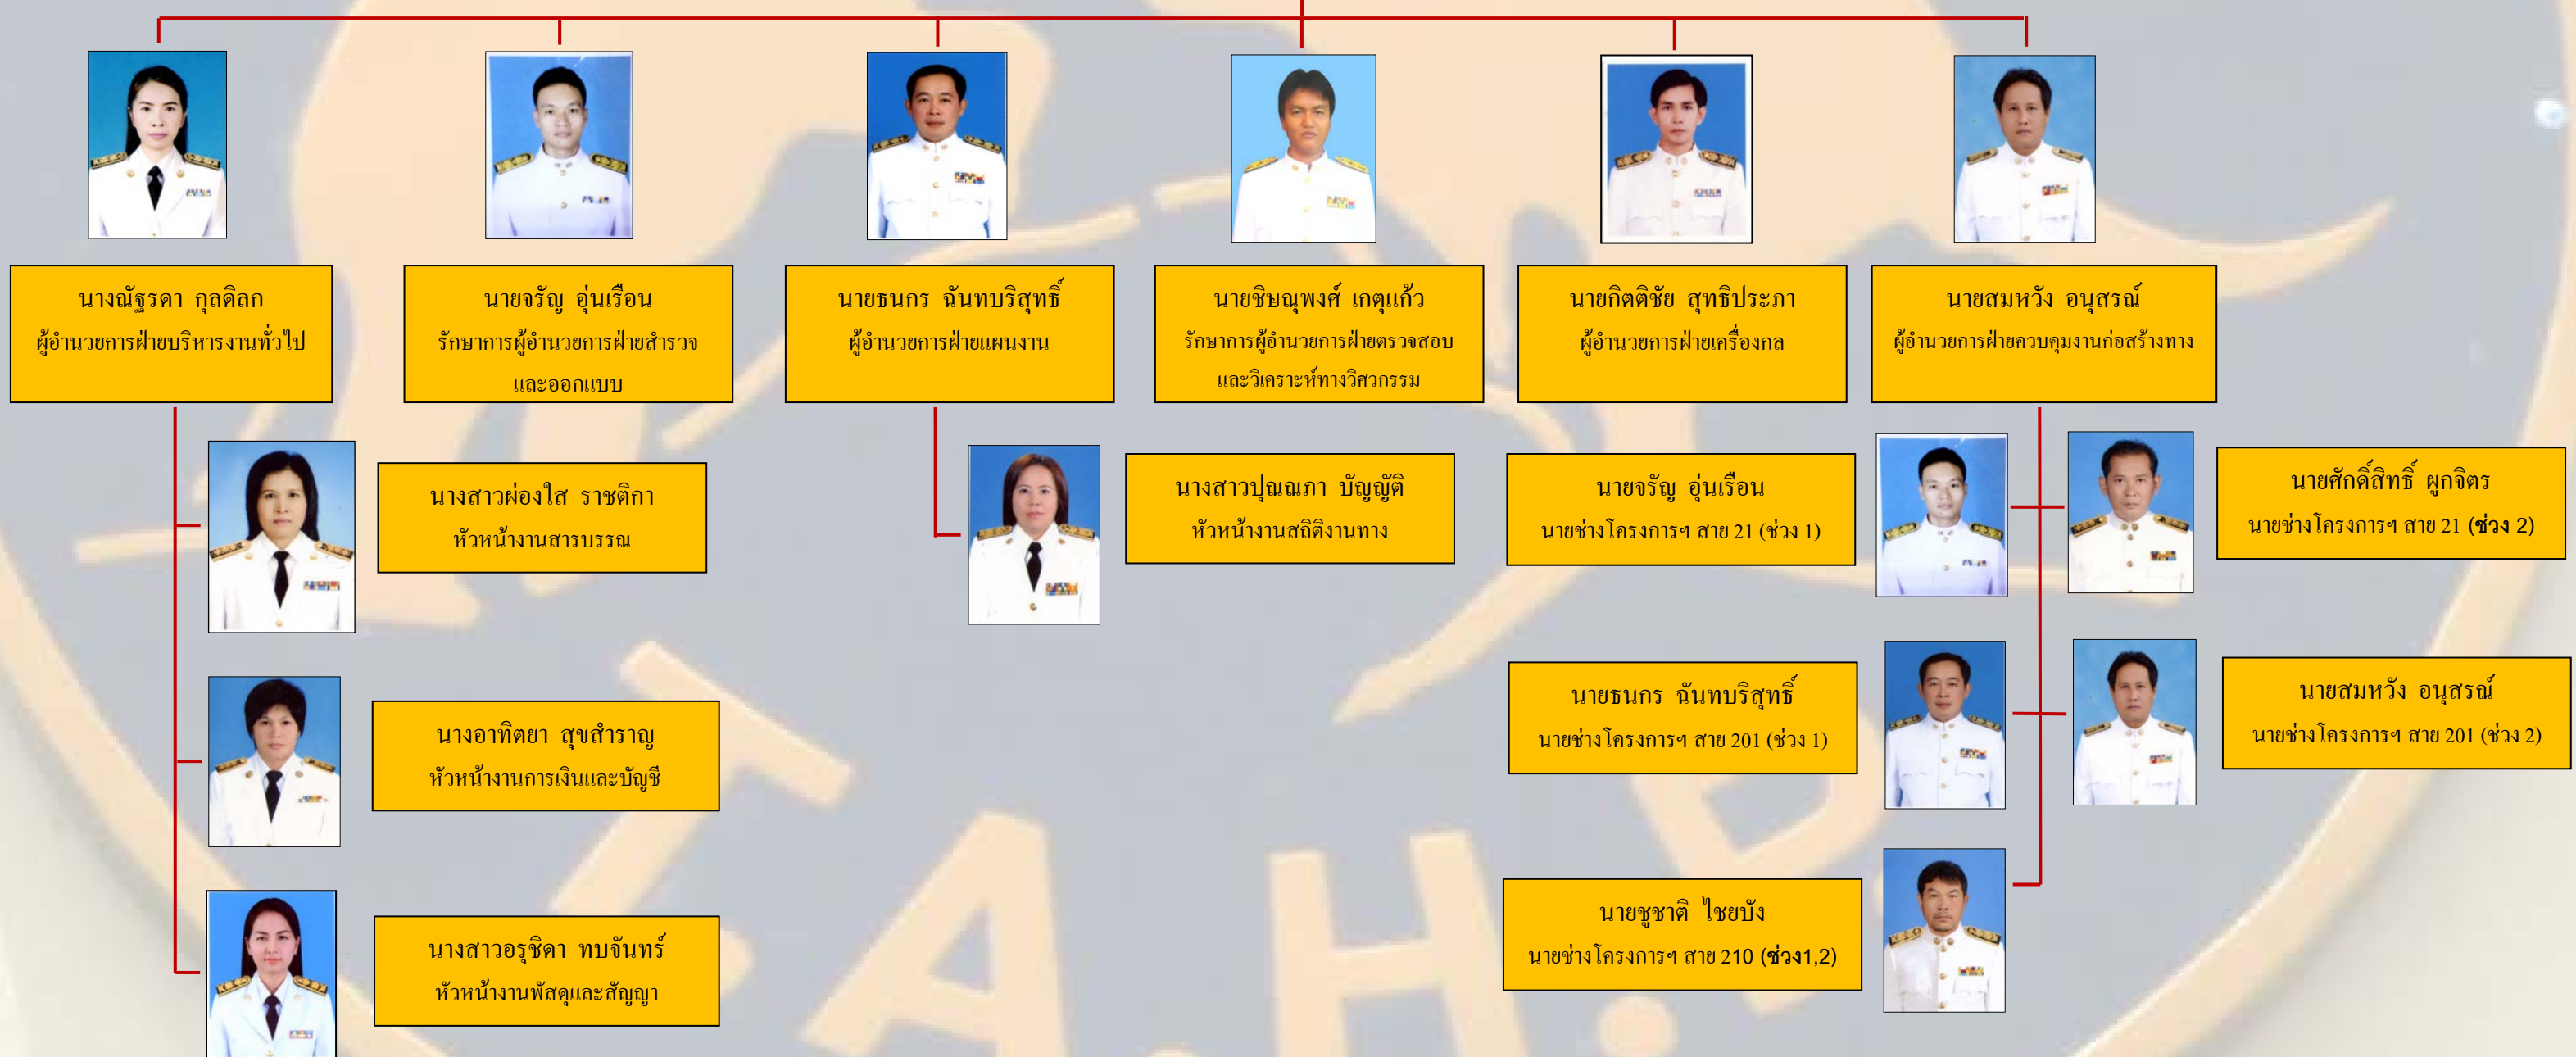 นางณัฐรดา กุลดิลก
ผู้อำนวยการฝ่ายบริหารงานทั่วไป
นายจรัญ อุ่นเรือน
รักษาการผู้อำนวยการฝ่ายสำรวจ
และออกแบบ
นายธนกร ฉันทบริสุทธิ์
ผู้อำนวยการฝ่ายแผนงาน
นายชิษณุพงศ์ เกตุแก้ว
รักษาการผู้อำนวยการฝ่ายตรวจสอบ
และวิเคราะห์ทางวิศวกรรม
นายกิตติชัย สุทธิประภา
ผู้อำนวยการฝ่ายเครื่องกล
นายสมหวัง อนุสรณ์
ผู้อำนวยการฝ่ายควบคุมงานก่อสร้างทาง
นางสาวผ่องใส ราชติกา
หัวหน้างานสารบรรณ
นางสาวปุณณภา บัญญัติ
หัวหน้างานสถิติงานทาง
นายจรัญ อุ่นเรือน
นายช่างโครงการฯ สาย 21 (ช่วง 1)
นายศักดิ์สิทธิ์ ผูกจิตร
นายช่างโครงการฯ สาย 21 (ช่วง 2)
นางอาทิตยา สุขสำราญ
หัวหน้างานการเงินและบัญชี
นายธนกร ฉันทบริสุทธิ์
นายช่างโครงการฯ สาย 201 (ช่วง 1)
นายสมหวัง อนุสรณ์
นายช่างโครงการฯ สาย 201 (ช่วง 2)
นางสาวอรุชิดา ทบจันทร์
หัวหน้างานพัสดุและสัญญา
นายชูชาติ ไชยบัง
นายช่างโครงการฯ สาย 210 (ช่วง1,2)